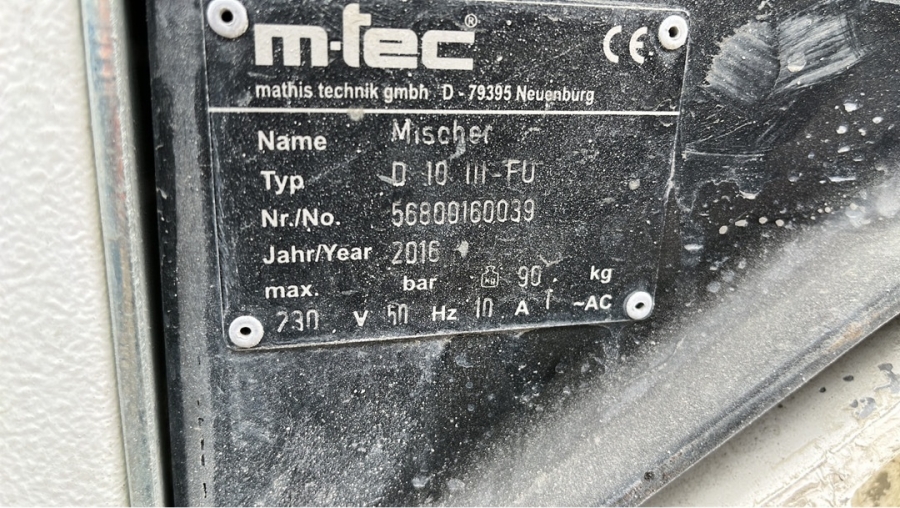 m-tec® CE
mathis technik gmbh D - 79395 Neuenburg
Name Mischer
Typ D 10 III-FU
Nr./No. 56800160039
Jahr/Year 2016
max. bar kg 90 kg
230 V 50 Hz 10 A 1 ~AC